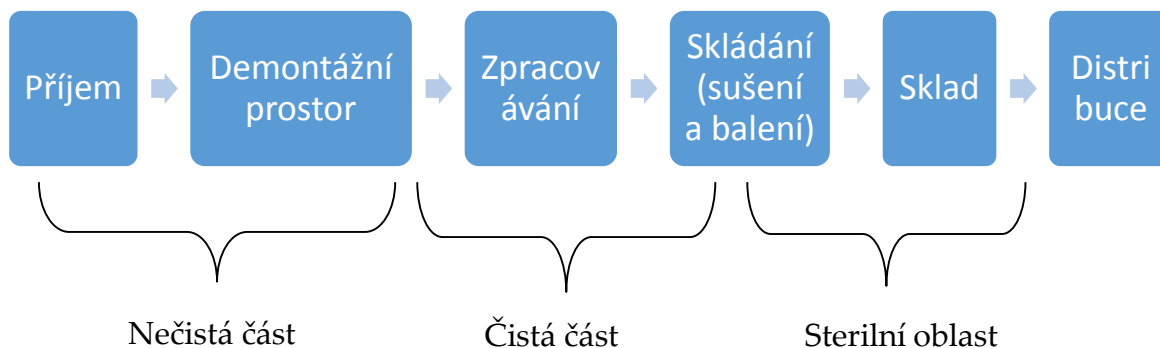 Příjem
Demontážní
prostor
Zpracov
ávání
Skládání
(sušení
a balení)
Sklad
Distri
buce
Nečistá část
Čistá část
Sterilní oblast